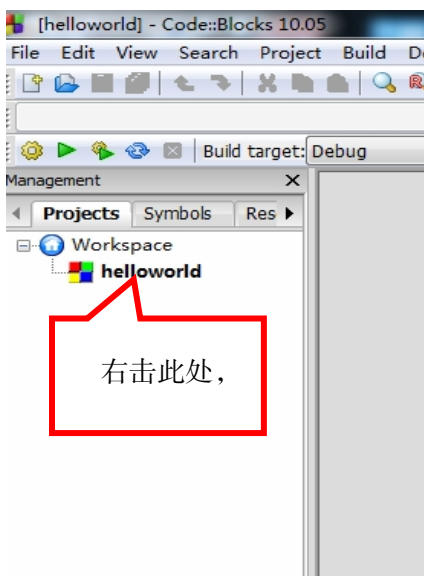 [helloworld] - Code::Blocks 10.05
File Edit View Search Project Build
Build target: Debug
Management
Projects Symbols Res
Workspace
helloworld
右击此处，